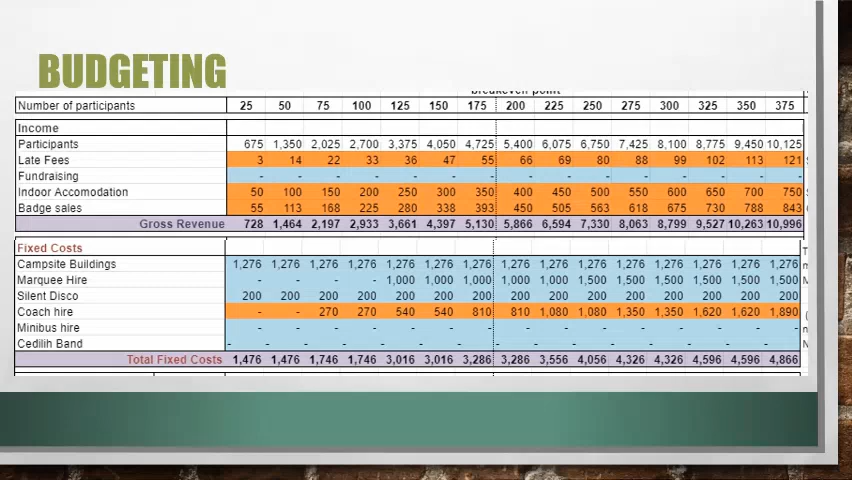 BUDGETING
breakeven point
Number of participants 25 50 75 100 125 150 175 200 225 250 275 300 325 350 375
Income
Participants 675 1,350 2,025 2,700 3,375 4,050 4,725 5,400 6,075 6,750 7,425 8,100 8,775 9,450 10,125
Late Fees 3 14 22 33 36 47 55 66 69 80 88 99 102 113 121
Fundraising - - - - - - - - - - - - - - -
Indoor Accomodation 50 100 150 200 250 300 350 400 450 500 550 600 650 700 750
Badge sales 55 113 168 225 280 338 393 450 505 563 618 675 730 788 843
Gross Revenue 728 1,464 2,197 2,933 3,661 4,397 5,130 5,866 6,594 7,330 8,063 8,799 9,527 10,263 10,996
Fixed Costs
Campsite Buildings 1,276 1,276 1,276 1,276 1,276 1,276 1,276 1,276 1,276 1,276 1,276 1,276 1,276 1,276 1,276
Marquee Hire - - - - 1,000 1,000 1,000 1,000 1,000 1,500 1,500 1,500 1,500 1,500 1,500
Silent Disco 200 200 200 200 200 200 200 200 200 200 200 200 200 200 200
Coach hire - - 270 270 540 540 810 810 1,080 1,080 1,350 1,350 1,620 1,620 1,890
Minibus hire - - - - - - - - - - - - - - -
Cedilih Band - - - - - - - - - - - - - - -
Total Fixed Costs 1,476 1,476 1,746 1,746 3,016 3,016 3,286 3,286 3,556 4,056 4,326 4,326 4,596 4,596 4,866